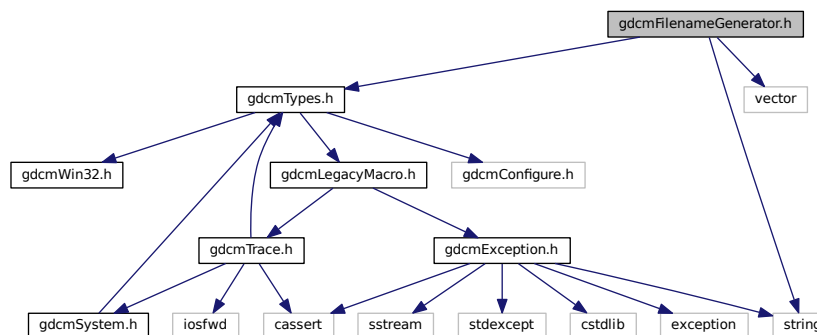 gdcmFilenameGenerator.h
gdcmTypes.h
vector
gdcmWin32.h
gdcmLegacyMacro.h
gdcmConfigure.h
gdcmTrace.h
gdcmException.h
gdcmSystem.h
iosfwd
cassert
sstream
stdexcept
cstdlib
exception
string